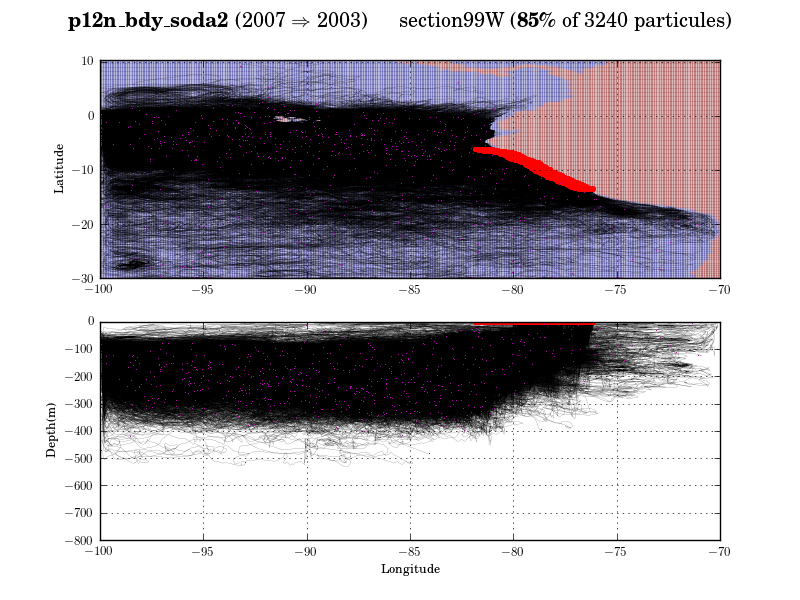 p12n_bdy_soda2 (2007 ⇒ 2003) section99W (85% of 3240 particules)
10
0
−10
−20
−30
Latitude
−100 −95 −90 −85 −80 −75 −70
0
−100
−200
−300
−400
−500
−600
−700
−800
Depth(m)
−100 −95 −90 −85 −80 −75 −70
Longitude